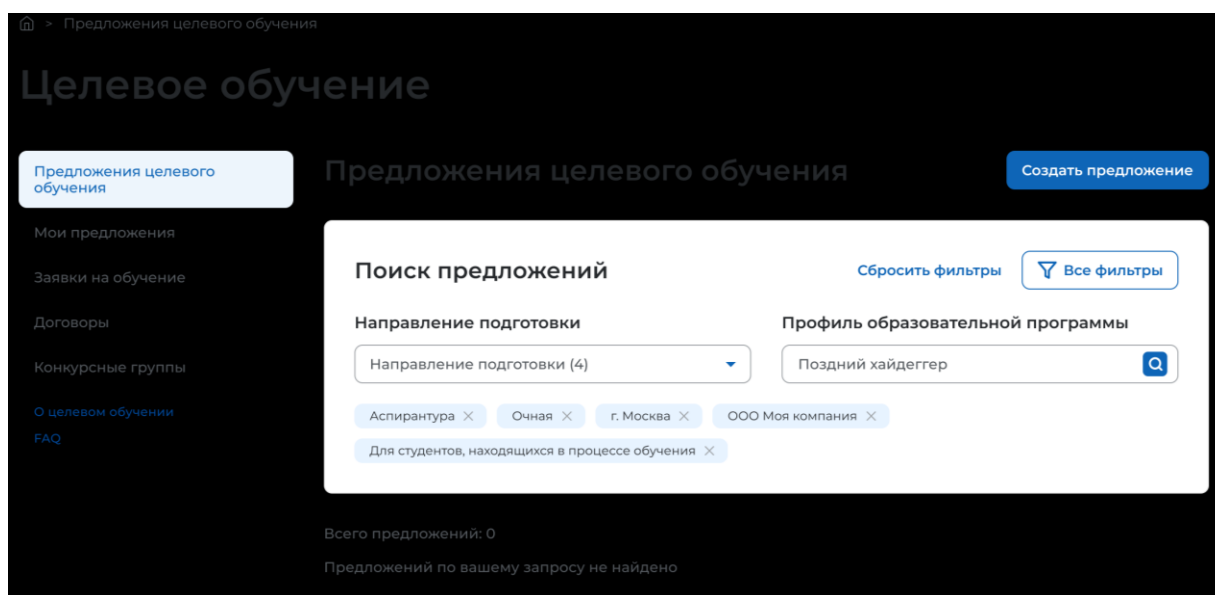 > Предложения целевого обучения
Целевое обучение
Предложения целевого
обучения
Мои предложения
Заявки на обучение
Договоры
Конкурсные группы
О целевом обучении
FAQ
Предложения целевого обучения
Создать предложение
Поиск предложений
Сбросить фильтры
Все фильтры
Направление подготовки
Профиль образовательной программы
Направление подготовки (4)
Поздний хайдеггер
Аспирантура × Очная × г. Москва × ООО Моя компания ×
Для студентов, находящихся в процессе обучения ×
Всего предложений: 0
Предложений по вашему запросу не найдено